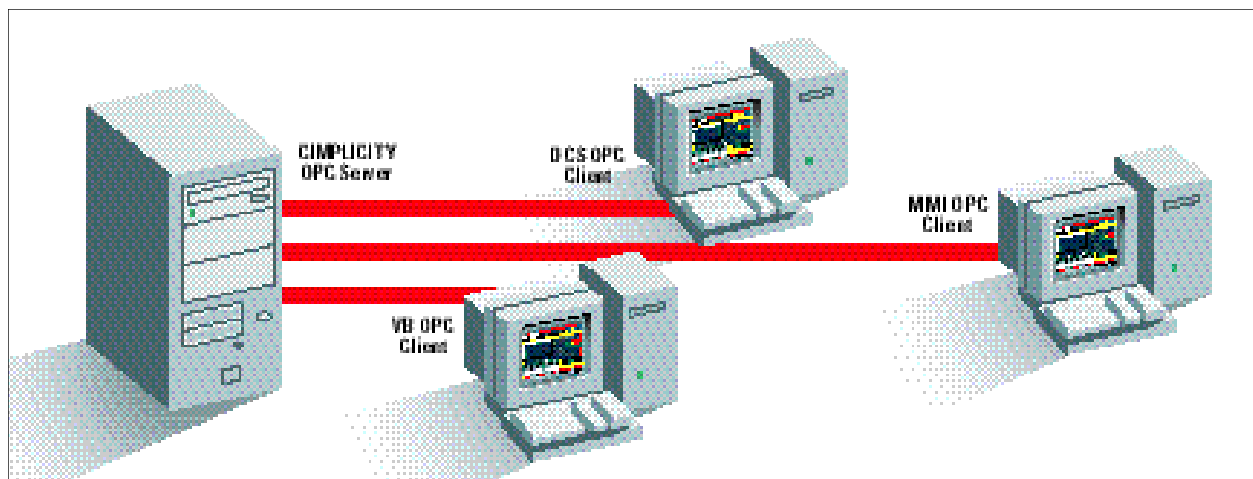 CIMPLICITY
OPC Server
DCS OPC
Client
MMI OPC
Client
VB OPC
Client